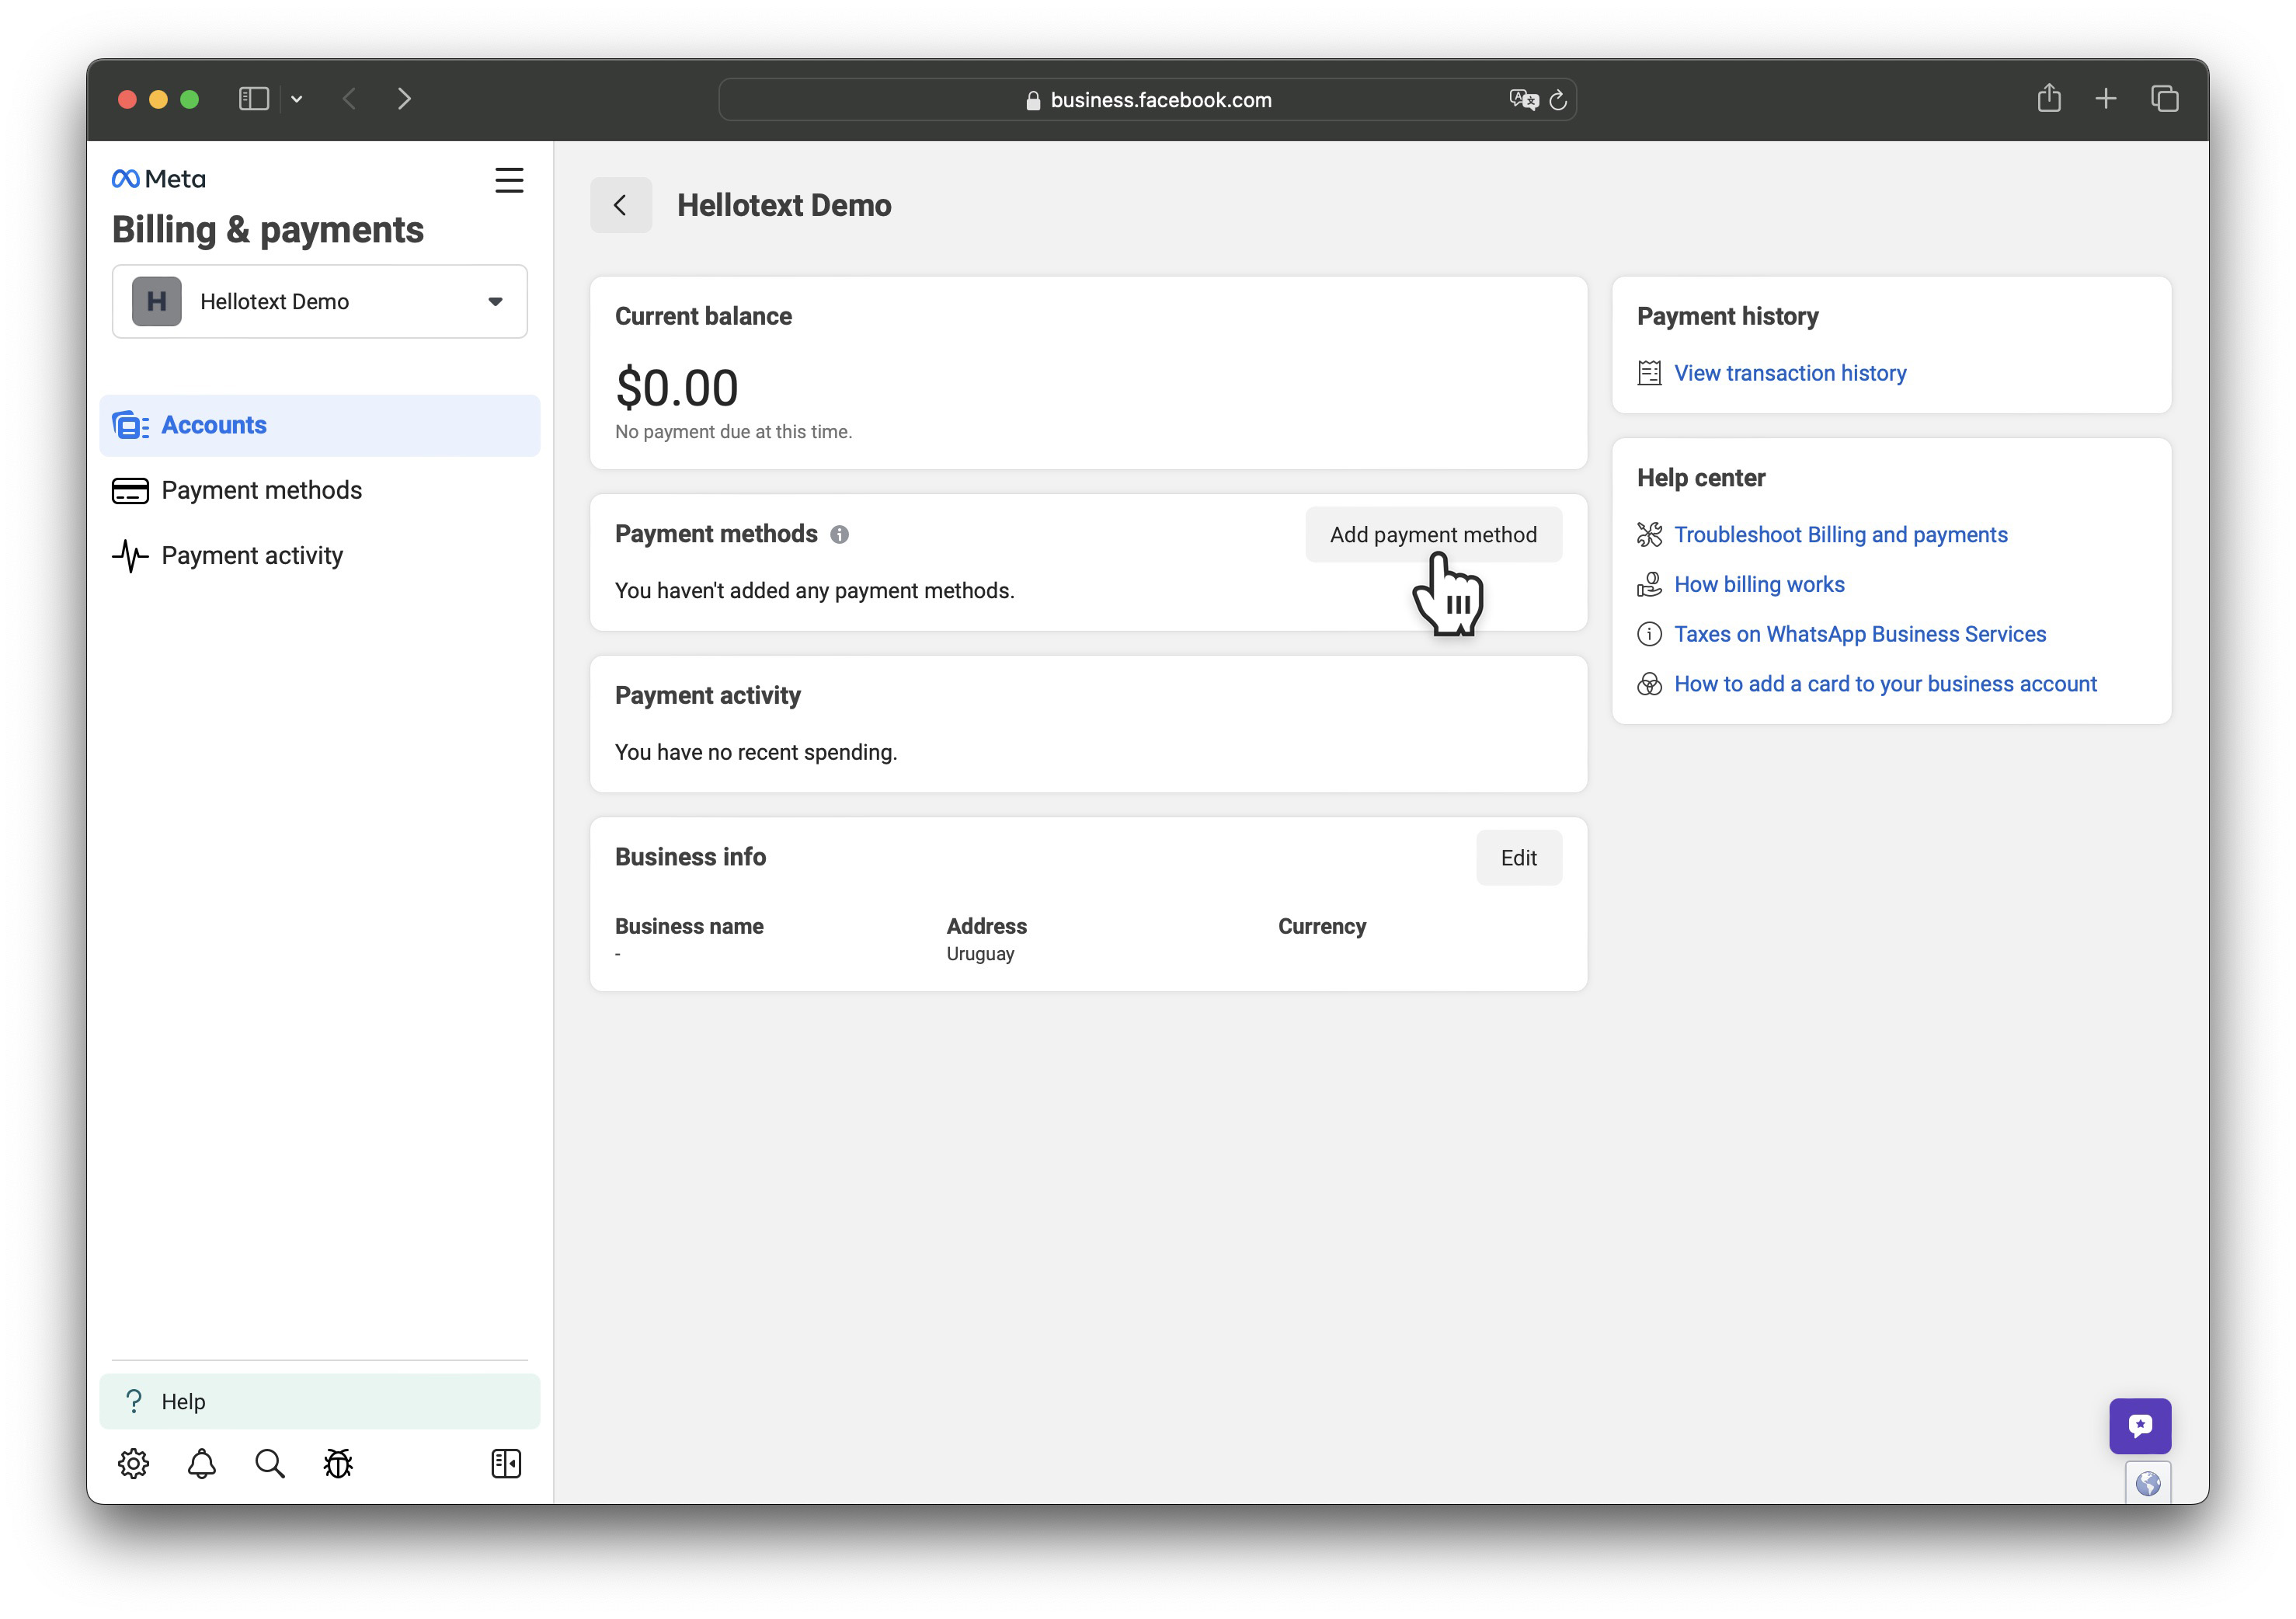 business.facebook.com
Meta
Billing & payments
H Hellotext Demo
Accounts
Payment methods
Payment activity
? Help
Hellotext Demo
Current balance
$0.00
No payment due at this time.
Payment methods
Add payment method
You haven't added any payment methods.
Payment activity
You have no recent spending.
Business info
Edit
Business name
-
Address
Uruguay
Currency
Payment history
View transaction history
Help center
Troubleshoot Billing and payments
How billing works
Taxes on WhatsApp Business Services
How to add a card to your business account